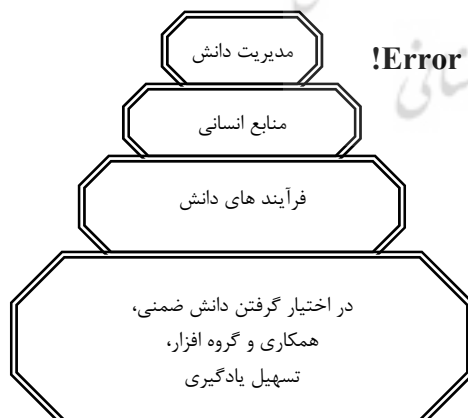 مدیریت دانش
!Error
منابع انسانی
فرآیند های دانش
در اختیار گرفتن دانش ضمنی،
همکاری و گروه افزار،
تسهیل یادگیری